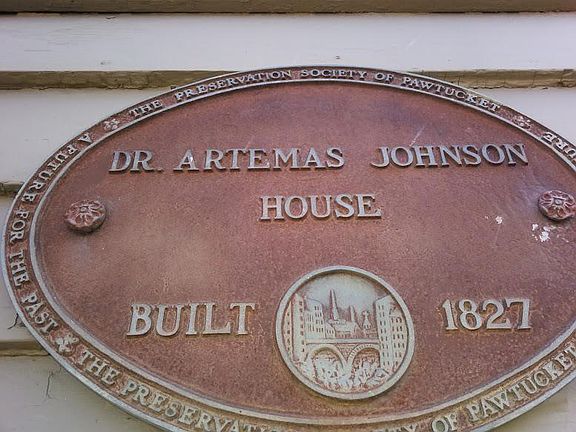 THE PRESERVATION SOCIETY OF PAWTUCKET
DR. ARTEMAS JOHNSON
HOUSE
BUILT 1827
A FUTURE FOR THE PAST
THE PRESERVATION SOCIETY OF PAWTUCKET